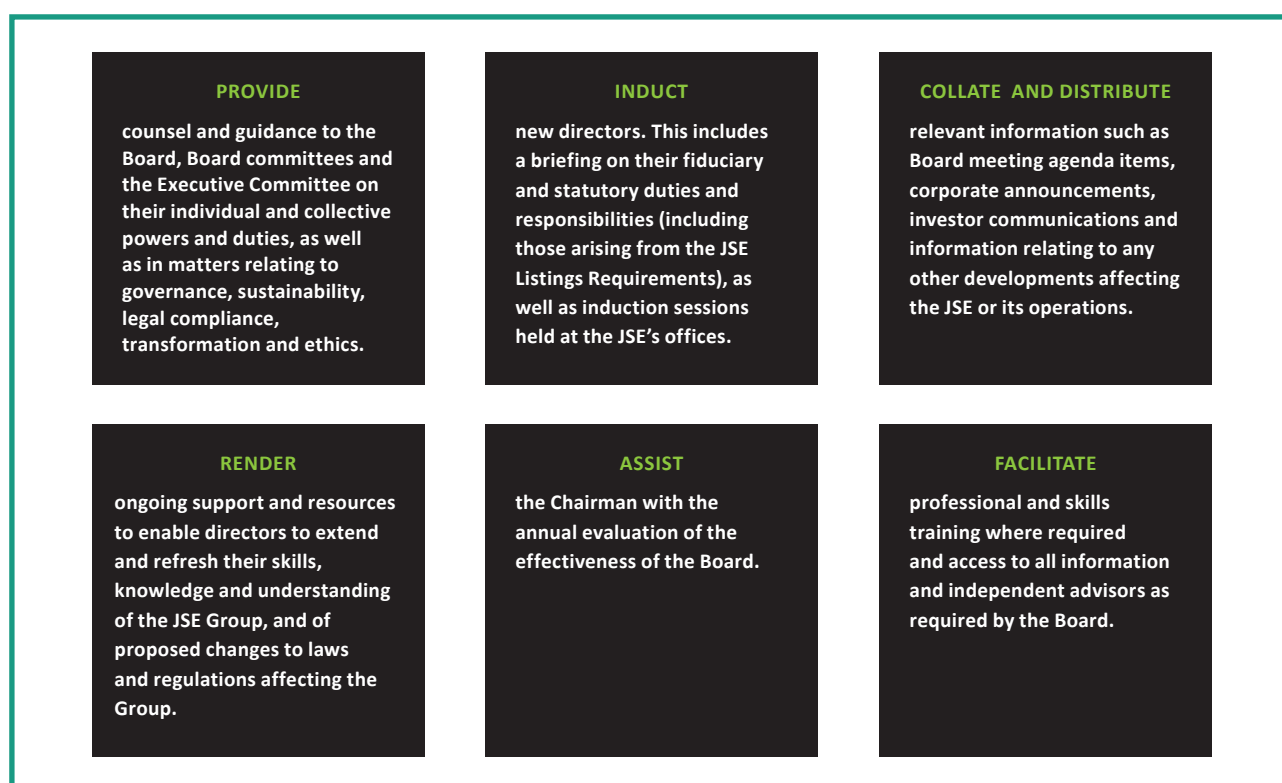 PROVIDE
counsel and guidance to the
Board, Board committees and
the Executive Committee on
their individual and collective
powers and duties, as well
as in matters relating to
governance, sustainability,
legal compliance,
transformation and ethics.
INDUCT
new directors. This includes
a briefing on their fiduciary
and statutory duties and
responsibilities (including
those arising from the JSE
Listings Requirements), as
well as induction sessions
held at the JSE’s offices.
COLLATE AND DISTRIBUTE
relevant information such as
Board meeting agenda items,
corporate announcements,
investor communications and
information relating to any
other developments affecting
the JSE or its operations.
RENDER
ongoing support and resources
to enable directors to extend
and refresh their skills,
knowledge and understanding
of the JSE Group, and of
proposed changes to laws
and regulations affecting the
Group.
ASSIST
the Chairman with the
annual evaluation of the
effectiveness of the Board.
FACILITATE
professional and skills
training where required
and access to all information
and independent advisors as
required by the Board.